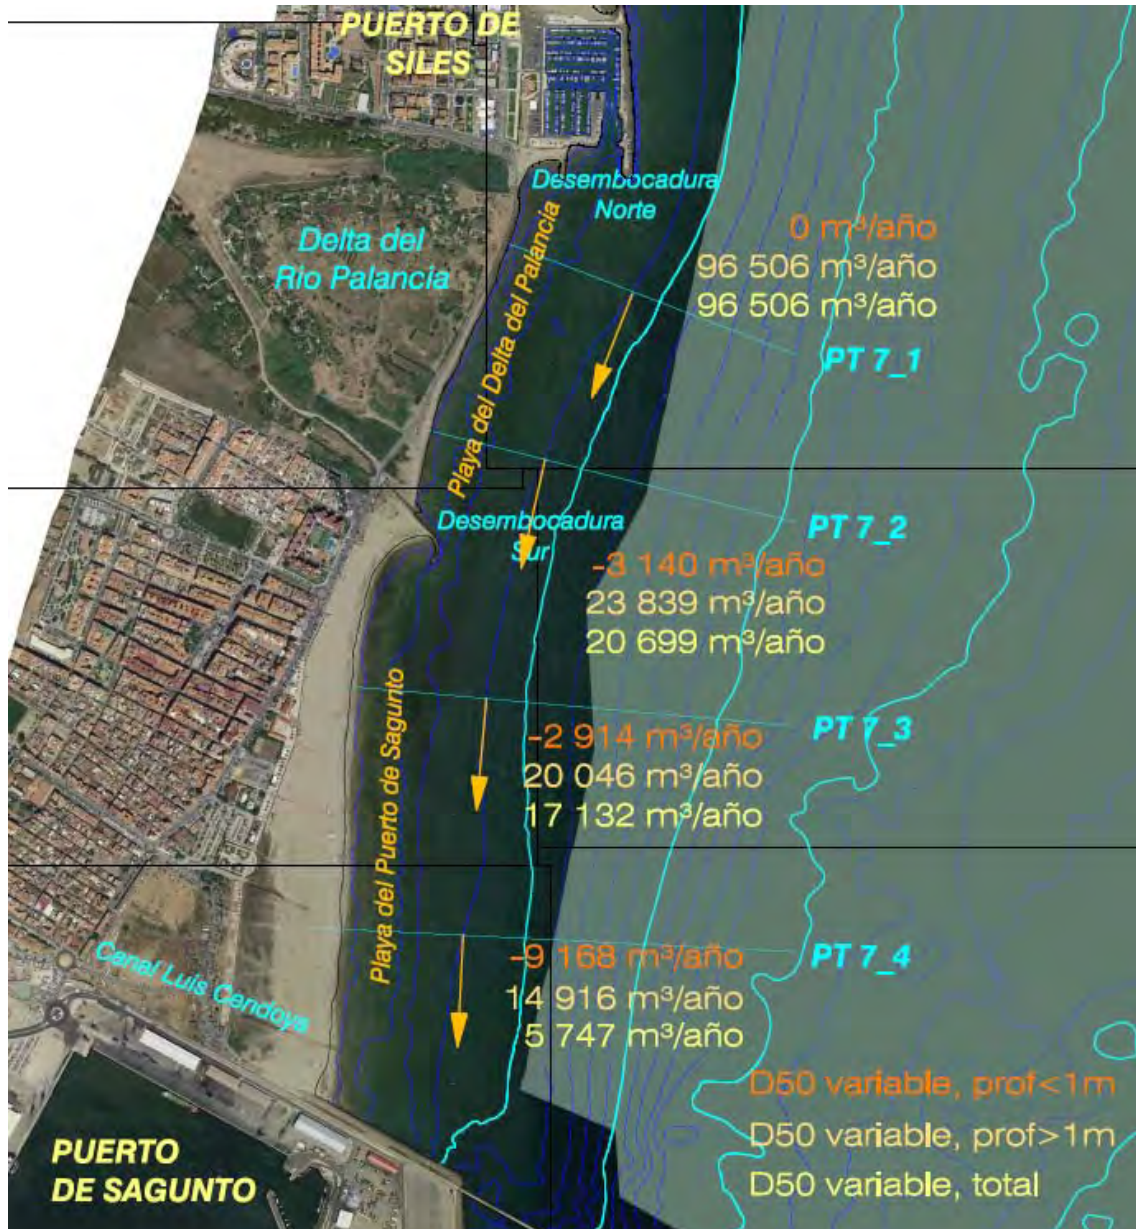 PUERTO DE
SILES
Desembocadura
Norte
Delta del
Rio Palancia
Playa del Delta del Palancia
0 m³/año
96 506 m³/año
96 506 m³/año
PT 7_1
PT 7_2
Desembocadura
Sur
-3 140 m³/año
23 839 m³/año
20 699 m³/año
PT 7_3
Playa del Puerto de Sagunto
-2 914 m³/año
20 046 m³/año
17 132 m³/año
PT 7_4
-9 168 m³/año
14 916 m³/año
5 747 m³/año
Canal Luis Cendoya
PUERTO
DE SAGUNTO
D50 variable, prof<1m
D50 variable, prof>1m
D50 variable, total